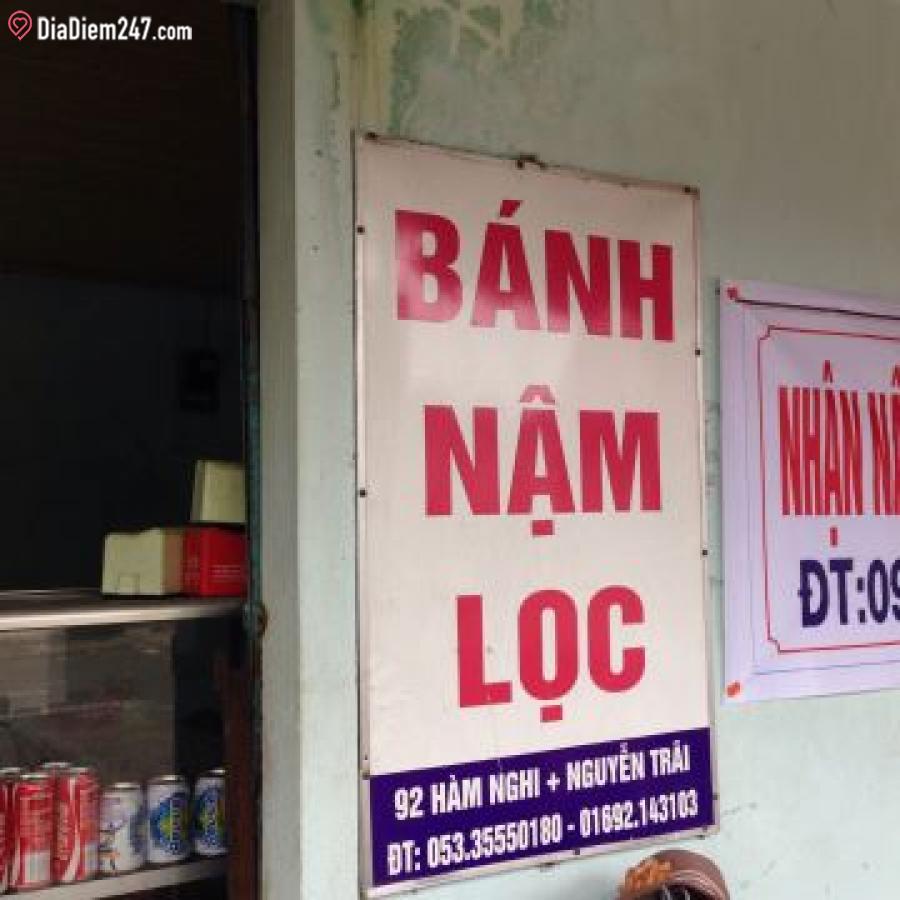 DiaDiem247.com
BÁNH
NẬM
LỌC
92 HÀM NGHI + NGUYỄN TRÃI
ĐT: 053.35550180 - 01692.143103
NHẬN
ĐT:09